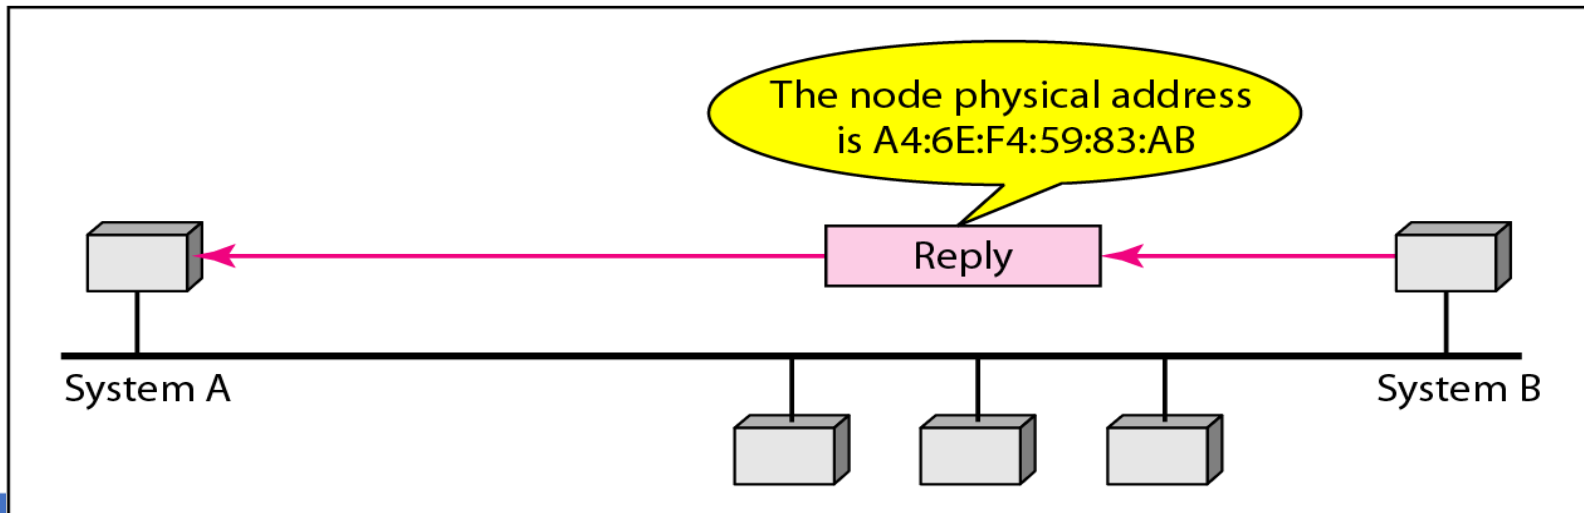 The node physical address
is A4:6E:F4:59:83:AB
Reply
System A
System B